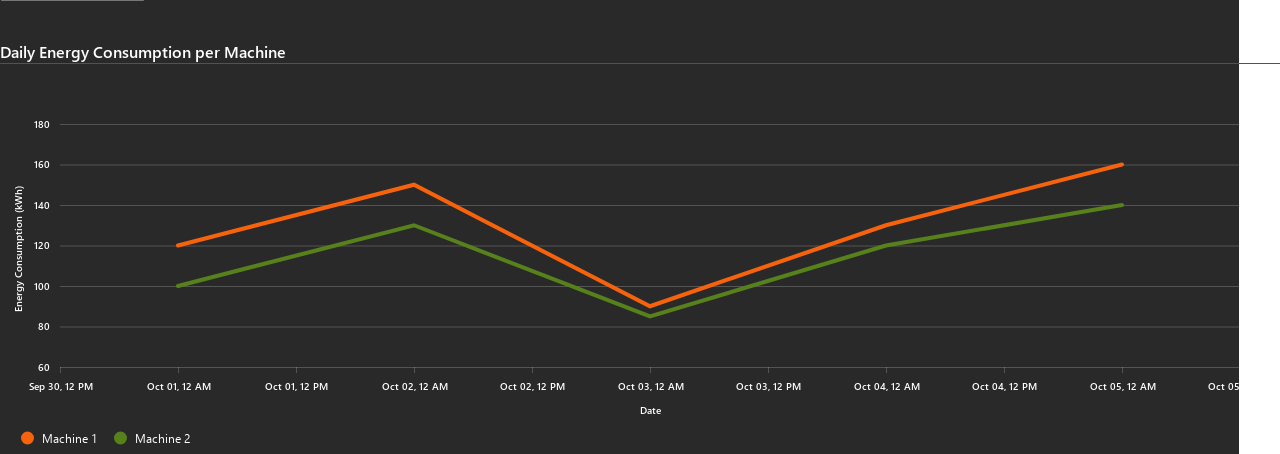 Daily Energy Consumption per Machine
180
160
140
120
100
80
60
Energy Consumption (kWh)
Sep 30, 12 PM Oct 01, 12 AM Oct 01, 12 PM Oct 02, 12 AM Oct 02, 12 PM Oct 03, 12 AM Oct 03, 12 PM Oct 04, 12 AM Oct 04, 12 PM Oct 05, 12 AM Oct 05
Date
Machine 1 Machine 2